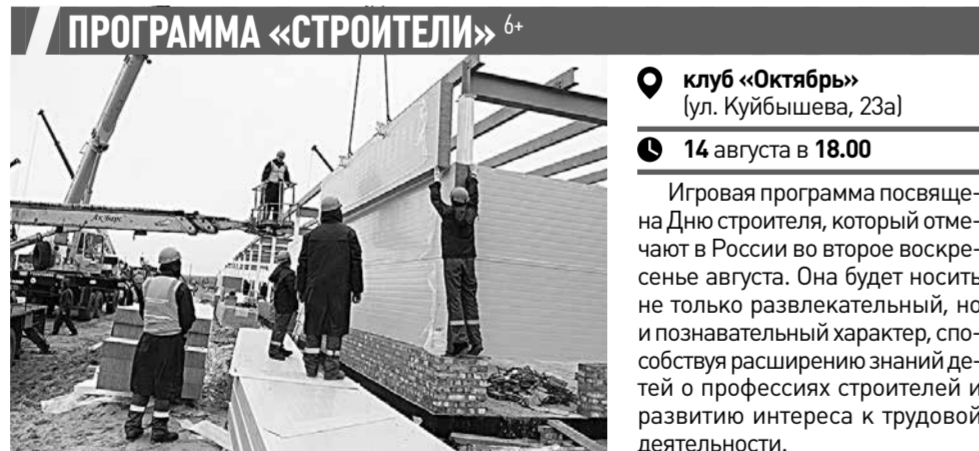 ПРОГРАММА «СТРОИТЕЛИ» 6+
клуб «Октябрь»
(ул. Куйбышева, 23а)
14 августа в 18.00
Игровая программа посвяще-
на Дню строителя, который отме-
чают в России во второе воскре-
сенье августа. Она будет носить
не только развлекательный, но
и познавательный характер, спо-
собствуя расширению знаний де-
тей о профессиях строителей и
развитию интереса к трудовой
деятельности.
Ак Барс